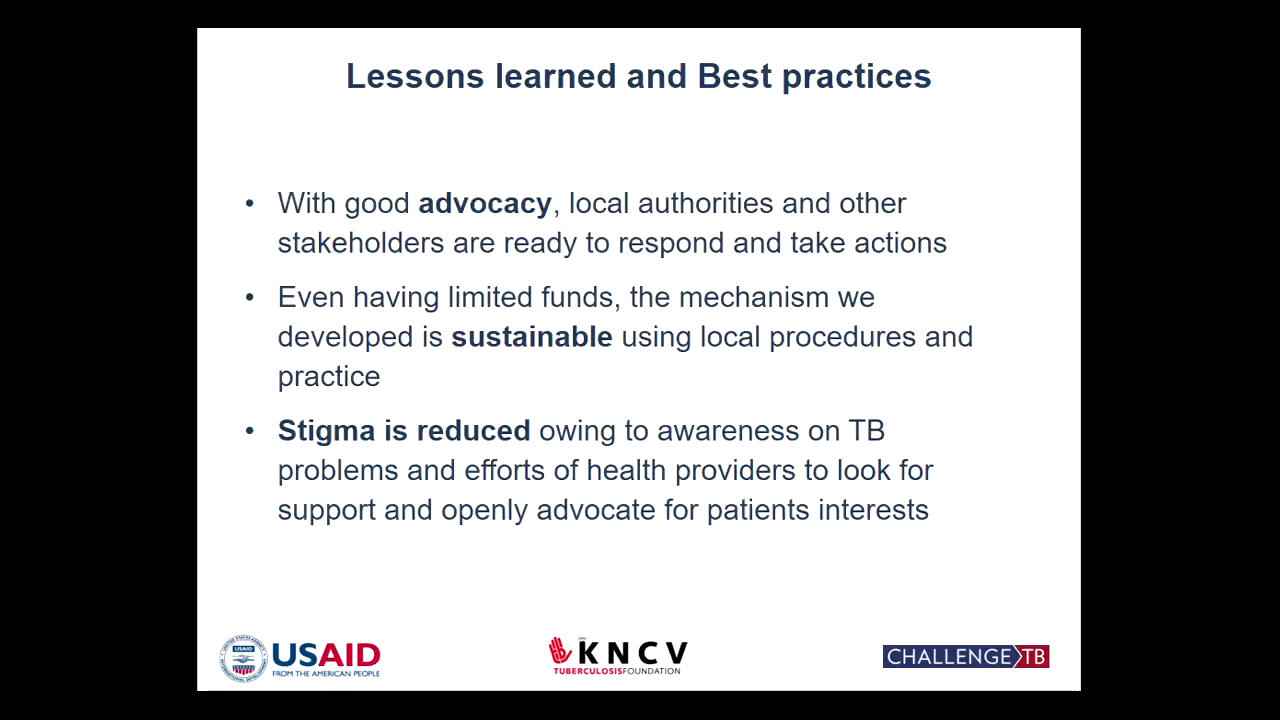 Lessons learned and Best practices
• With good advocacy, local authorities and other
stakeholders are ready to respond and take actions
• Even having limited funds, the mechanism we
developed is sustainable using local procedures and
practice
• Stigma is reduced owing to awareness on TB
problems and efforts of health providers to look for
support and openly advocate for patients interests
USAID
FROM THE AMERICAN PEOPLE
KNCV
TUBERCULOSISFOUNDATION
CHALLENGE TB